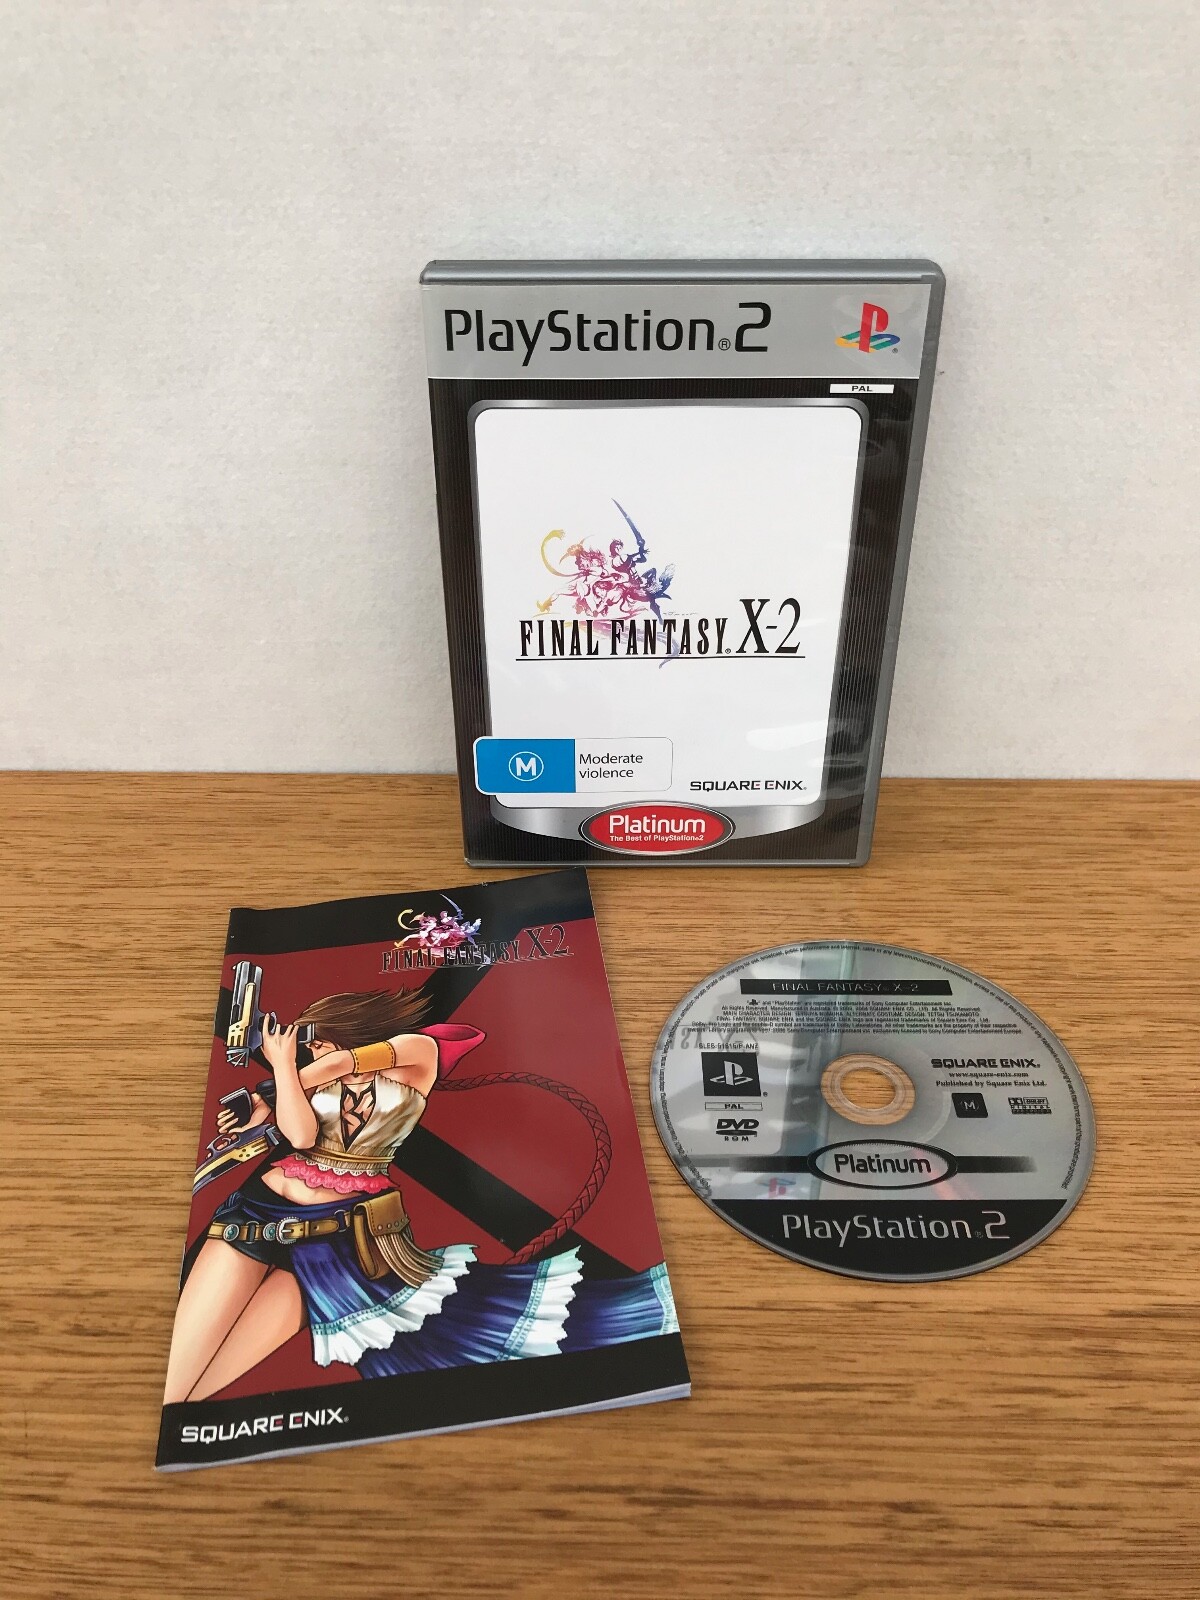 PlayStation®2
PAL
FINAL FANTASY® X-2
M
Moderate
violence
SQUARE ENIX®
Platinum
The Best of PlayStation®2
FINAL FANTASY X-2
SQUARE ENIX®
FINAL FANTASY® X-2
SQUARE ENIX®
www.square-enix.com
Published by Square Enix Ltd.
PAL
M
DVD
ROM
DOLBY
DIGITAL
Platinum
PlayStation®2